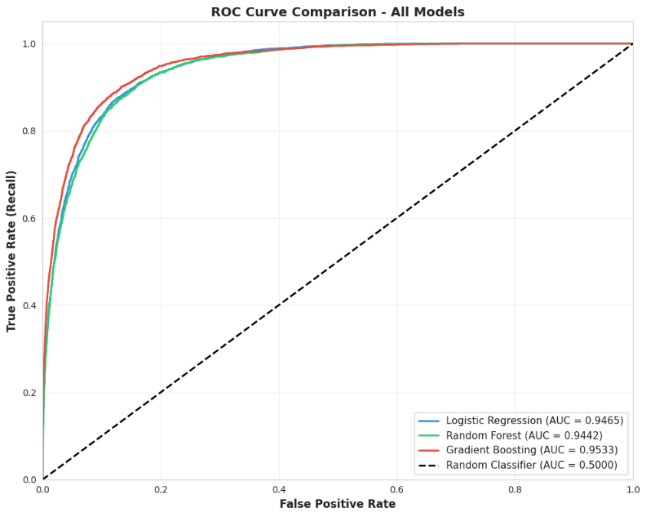 ROC Curve Comparison - All Models
True Positive Rate (Recall)
1.0
0.8
0.6
0.4
0.2
0.0
Logistic Regression (AUC = 0.9465)
Random Forest (AUC = 0.9442)
Gradient Boosting (AUC = 0.9533)
Random Classifier (AUC = 0.5000)
0.0 0.2 0.4 0.6 0.8 1.0
False Positive Rate